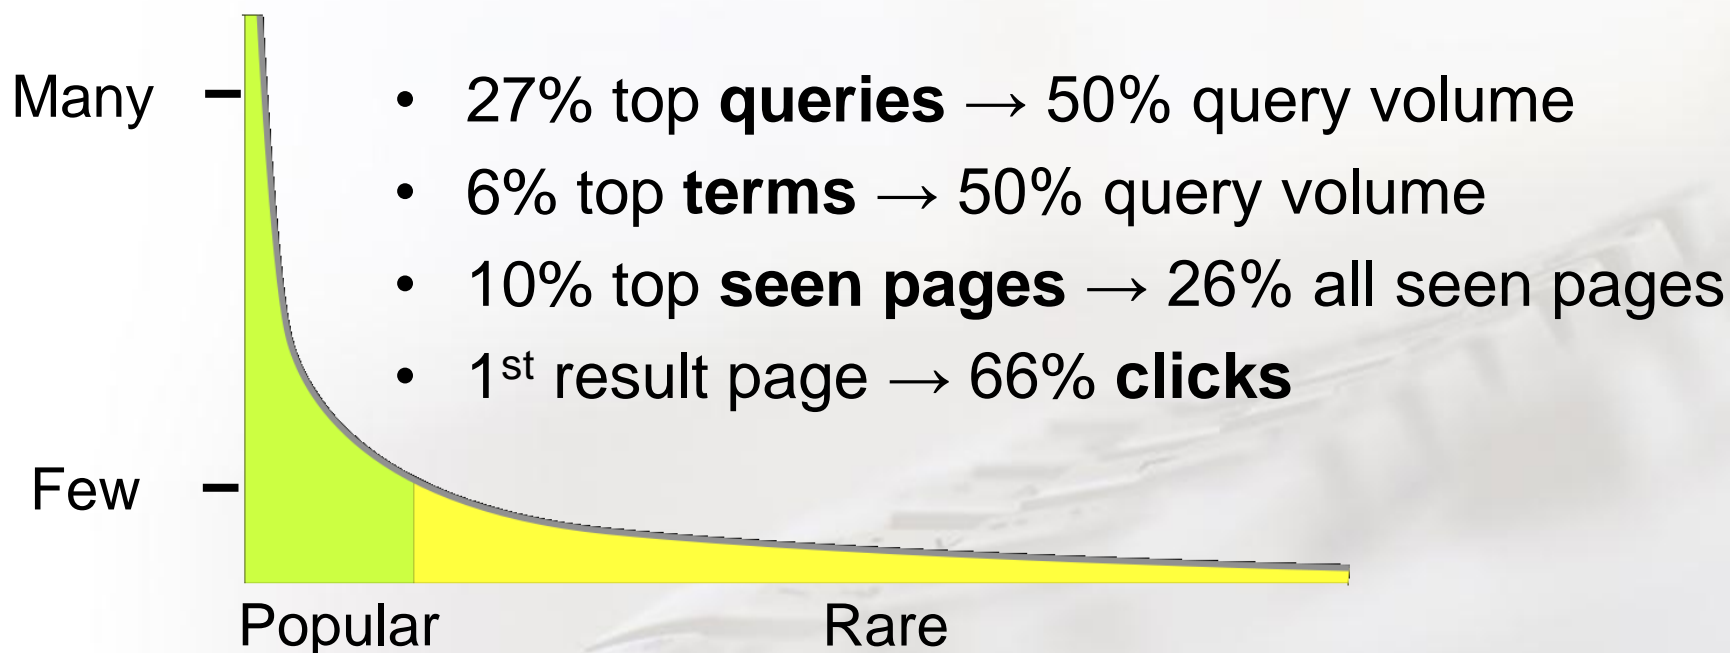 Many
• 27% top queries → 50% query volume
• 6% top terms → 50% query volume
• 10% top seen pages → 26% all seen pages
• 1st result page → 66% clicks
Few
Popular
Rare